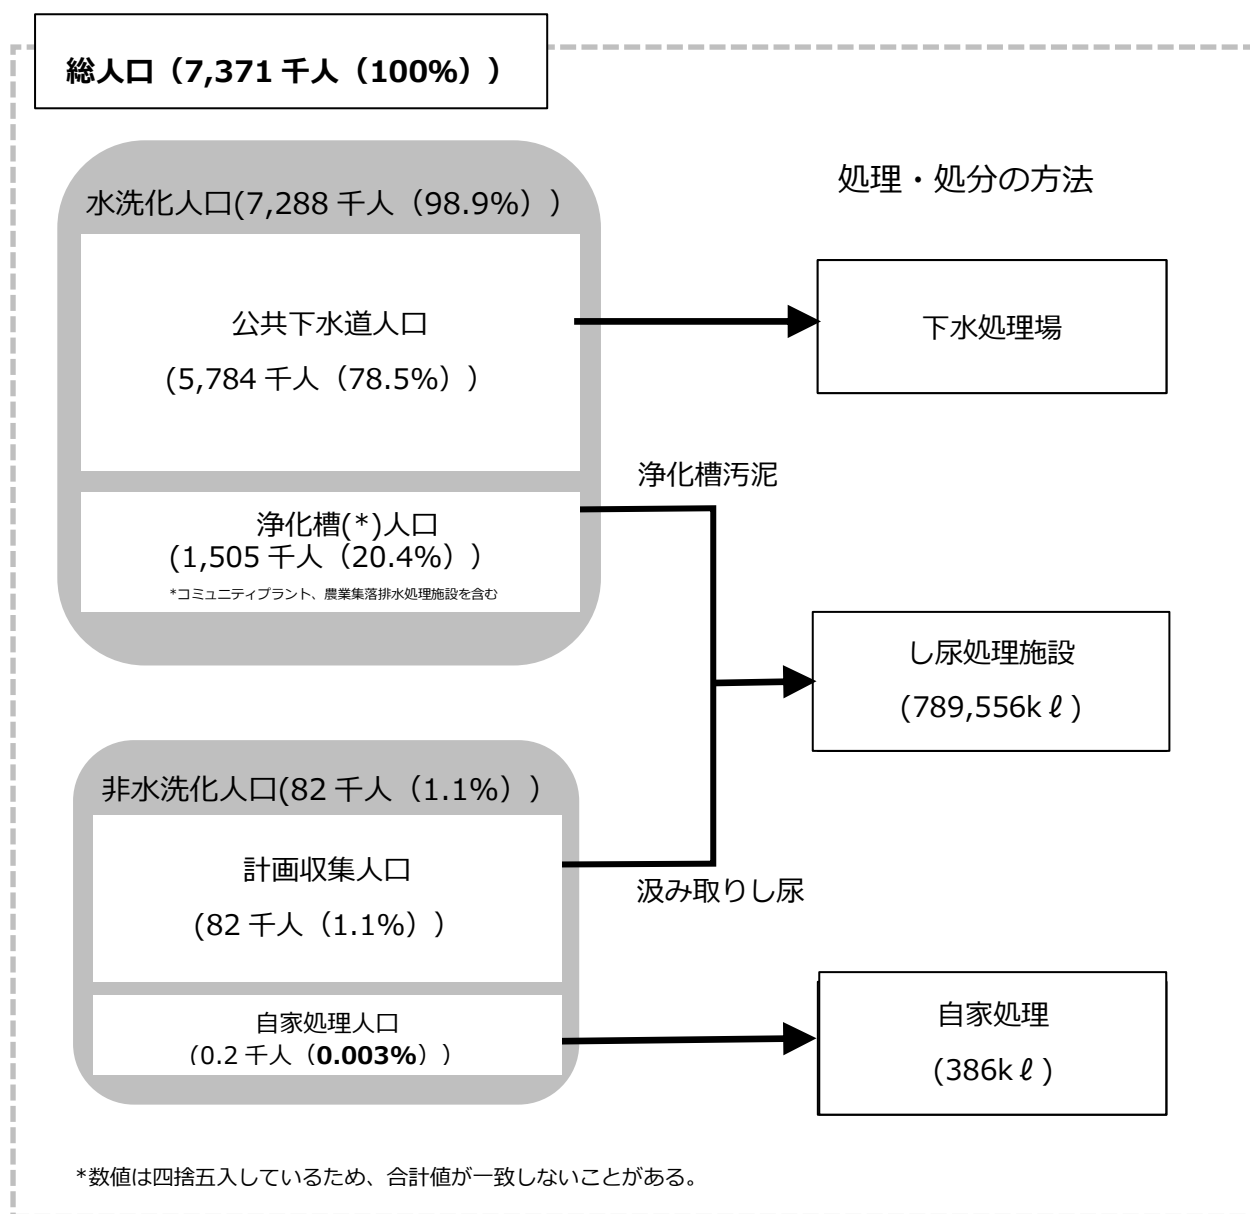 総人口（7,371 千人（100%））
水洗化人口(7,288 千人（98.9%））
処理・処分の方法
公共下水道人口
(5,784 千人（78.5%））
下水処理場
浄化槽汚泥
浄化槽(*)人口
(1,505 千人（20.4%））
*コミュニティプラント、農業集落排水処理施設を含む
し尿処理施設
(789,556kℓ)
非水洗化人口(82 千人（1.1%））
計画収集人口
(82 千人（1.1%））
汲み取りし尿
自家処理人口
(0.2 千人（0.003%））
自家処理
(386kℓ)
*数値は四捨五入しているため、合計値が一致しないことがある。